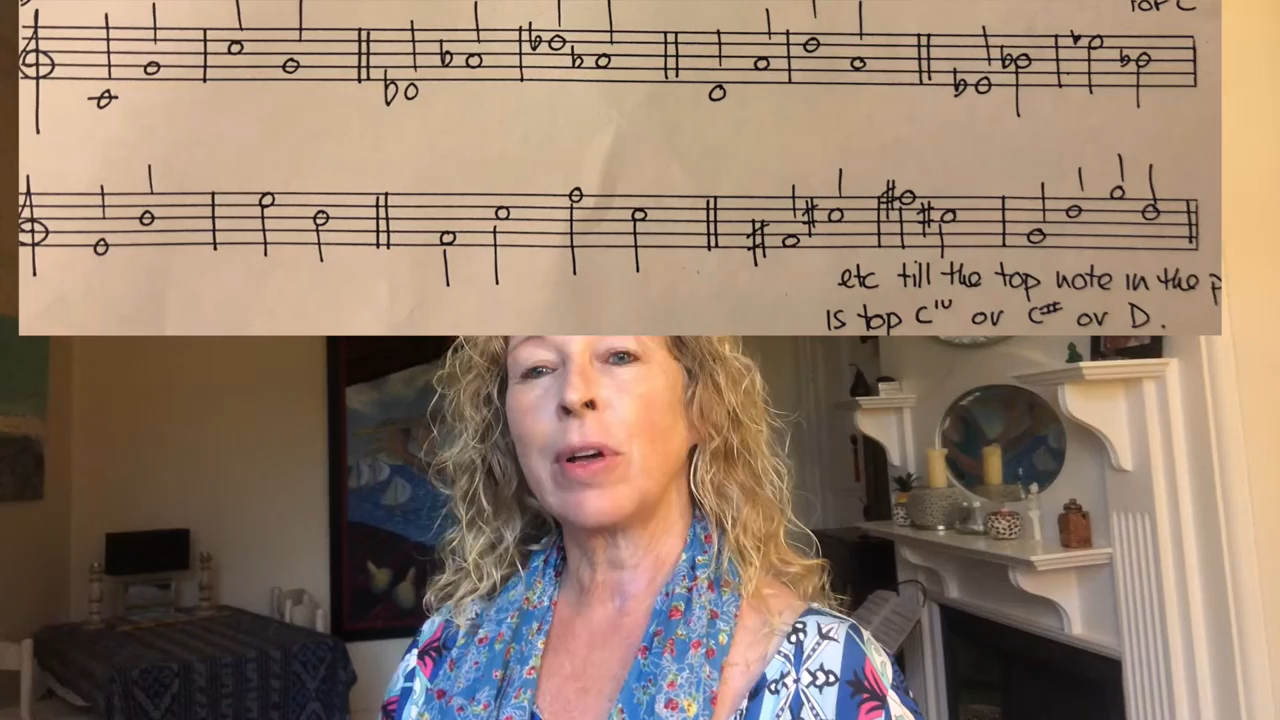 etc till the top note in the
is top C''' or C# or D.